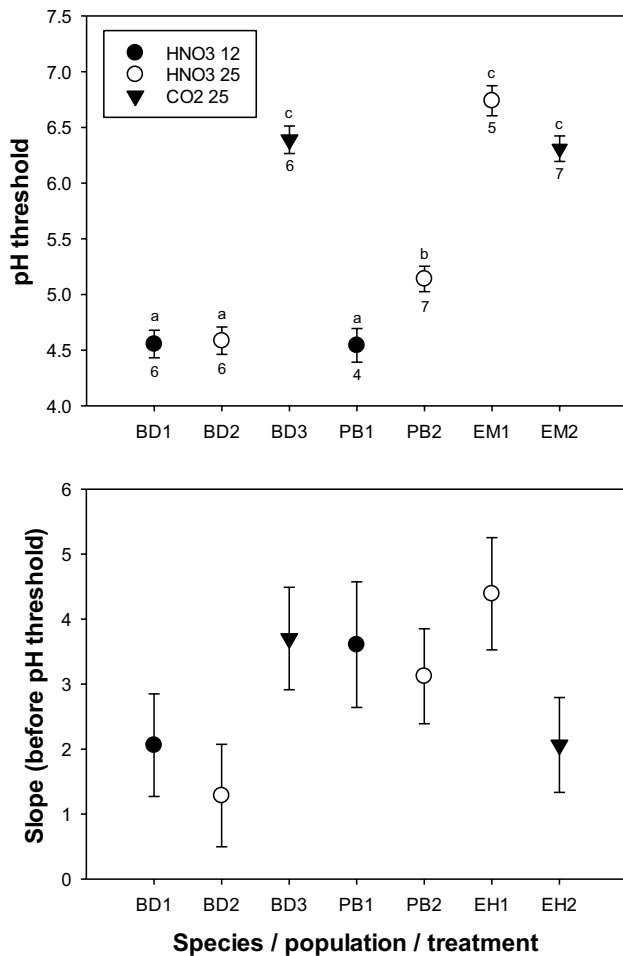 7.5
7.0
6.5
6.0
5.5
5.0
4.5
4.0
pH threshold
HNO3 12
HNO3 25
CO2 25
a
6
a
6
c
6
a
4
b
7
c
5
c
7
BD1 BD2 BD3 PB1 PB2 EM1 EM2
6
5
4
3
2
1
0
Slope (before pH threshold)
BD1 BD2 BD3 PB1 PB2 EH1 EH2
Species / population / treatment